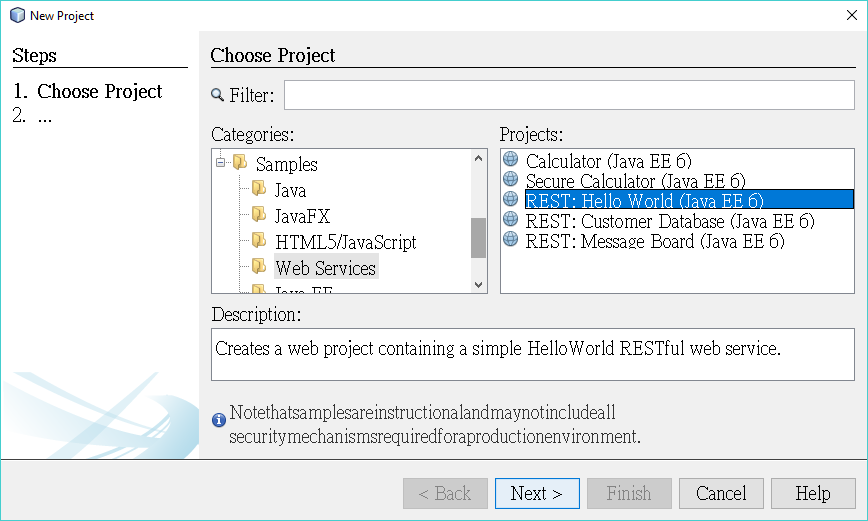 New Project
Steps
1. Choose Project
2. ...
Choose Project
Filter:
Categories:
Samples
Java
JavaFX
HTML5/JavaScript
Web Services
Java EE
Projects:
Calculator (Java EE 6)
Secure Calculator (Java EE 6)
REST: Hello World (Java EE 6)
REST: Customer Database (Java EE 6)
REST: Message Board (Java EE 6)
Description:
Creates a web project containing a simple HelloWorld RESTful web service.
Notethatsamplesareinstructionalandmaynotincludeall
securitymechanismsrequiredforaproductionenvironment.
< Back
Next >
Finish
Cancel
Help